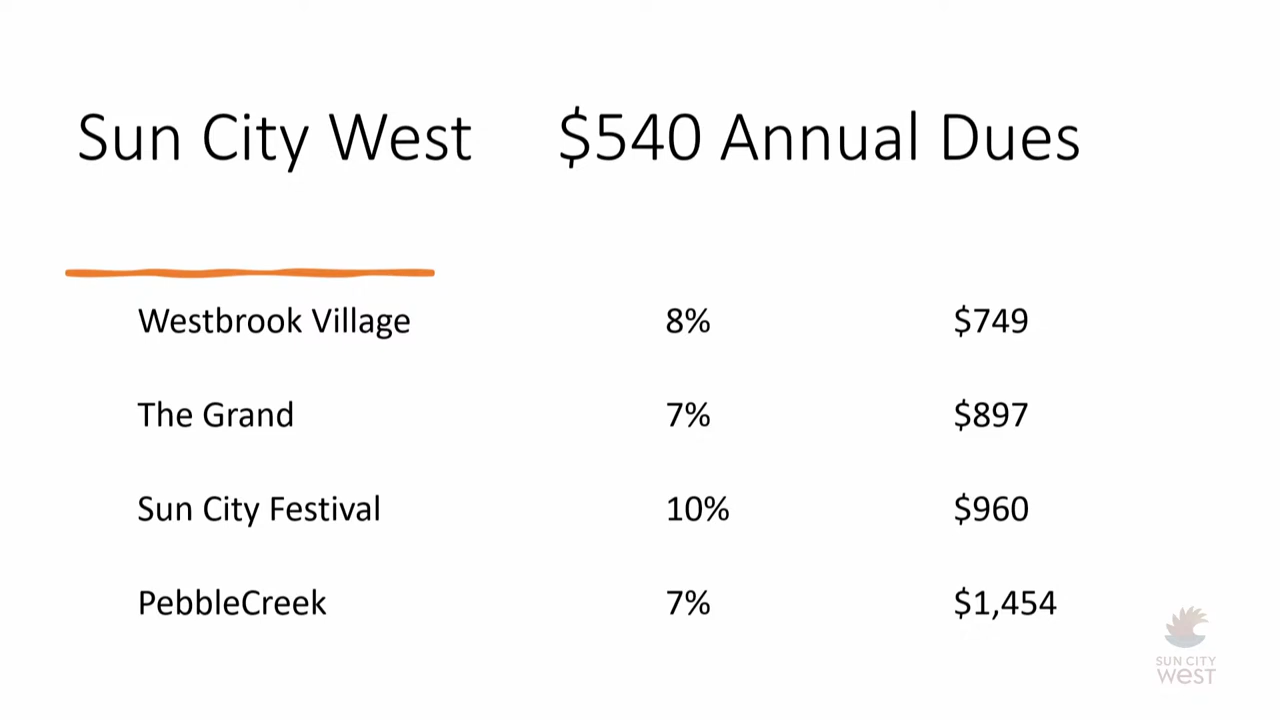 Sun City West $540 Annual Dues
Westbrook Village 8% $749
The Grand 7% $897
Sun City Festival 10% $960
PebbleCreek 7% $1,454
SUN CITY
west